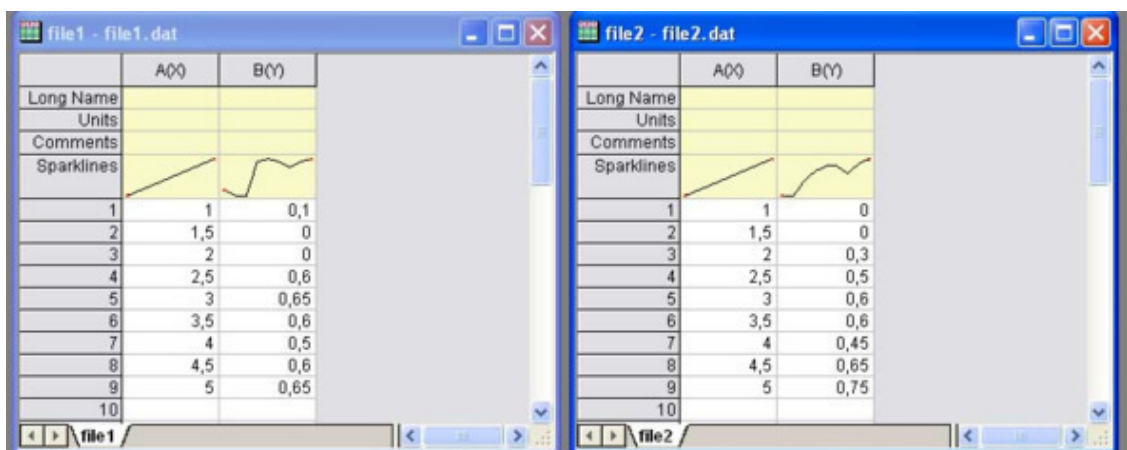 file1 - file1.dat
A(X) B(Y)
Long Name
Units
Comments
Sparklines
1 1 0,1
2 1,5 0
3 2 0
4 2,5 0,6
5 3 0,65
6 3,5 0,6
7 4 0,5
8 4,5 0,6
9 5 0,65
10
file1
file2 - file2.dat
A(X) B(Y)
Long Name
Units
Comments
Sparklines
1 1 0
2 1,5 0
3 2 0,3
4 2,5 0,5
5 3 0,6
6 3,5 0,6
7 4 0,45
8 4,5 0,65
9 5 0,75
10
file2